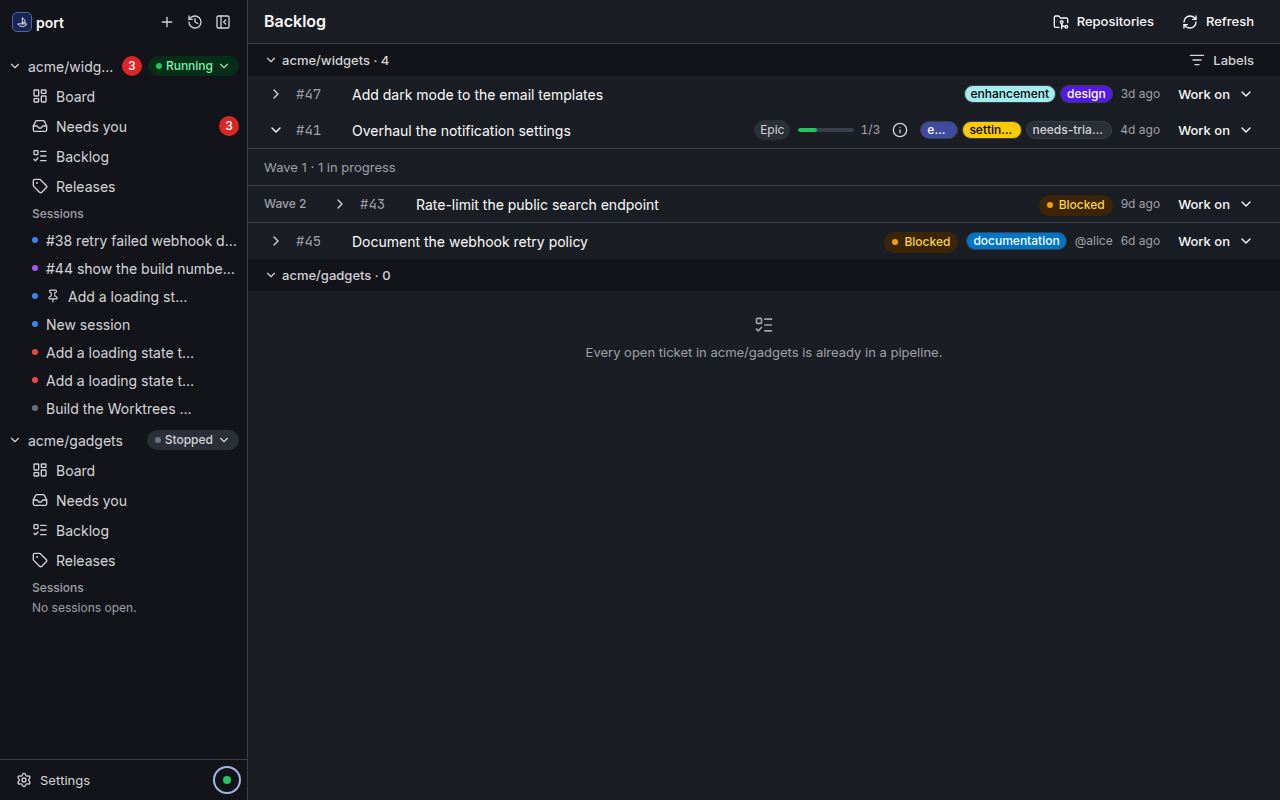 port
acme/widg... 3 Running
Board
Needs you 3
Backlog
Releases
Sessions
#38 retry failed webhook d...
#44 show the build numbe...
Add a loading st...
New session
Add a loading state t...
Add a loading state t...
Build the Worktrees ...
acme/gadgets Stopped
Board
Needs you
Backlog
Releases
Sessions
No sessions open.
Settings
Backlog Repositories Refresh
acme/widgets · 4 Labels
#47 Add dark mode to the email templates enhancement design 3d ago Work on
#41 Overhaul the notification settings Epic 1/3 e... settin... needs-tria... 4d ago Work on
Wave 1 · 1 in progress
Wave 2 #43 Rate-limit the public search endpoint Blocked 9d ago Work on
#45 Document the webhook retry policy Blocked documentation @alice 6d ago Work on
acme/gadgets · 0
Every open ticket in acme/gadgets is already in a pipeline.